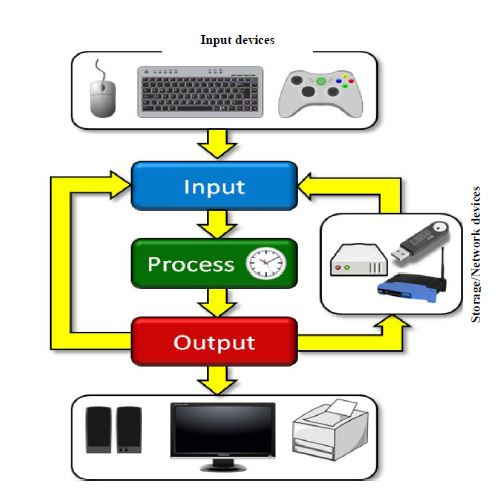 Input devices
Input
Process
Output
Storage/Network devices